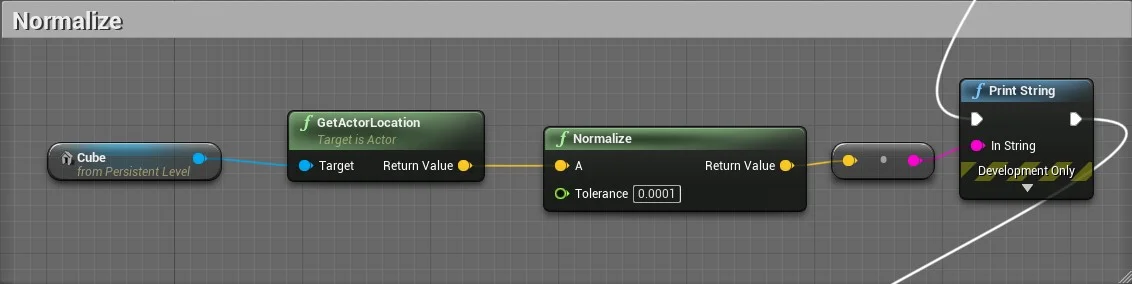 Normalize
Cube
from Persistent Level
f GetActorLocation
Target is Actor
Target Return Value
f Normalize
A Return Value
Tolerance 0.0001
f Print String
In String
Development Only